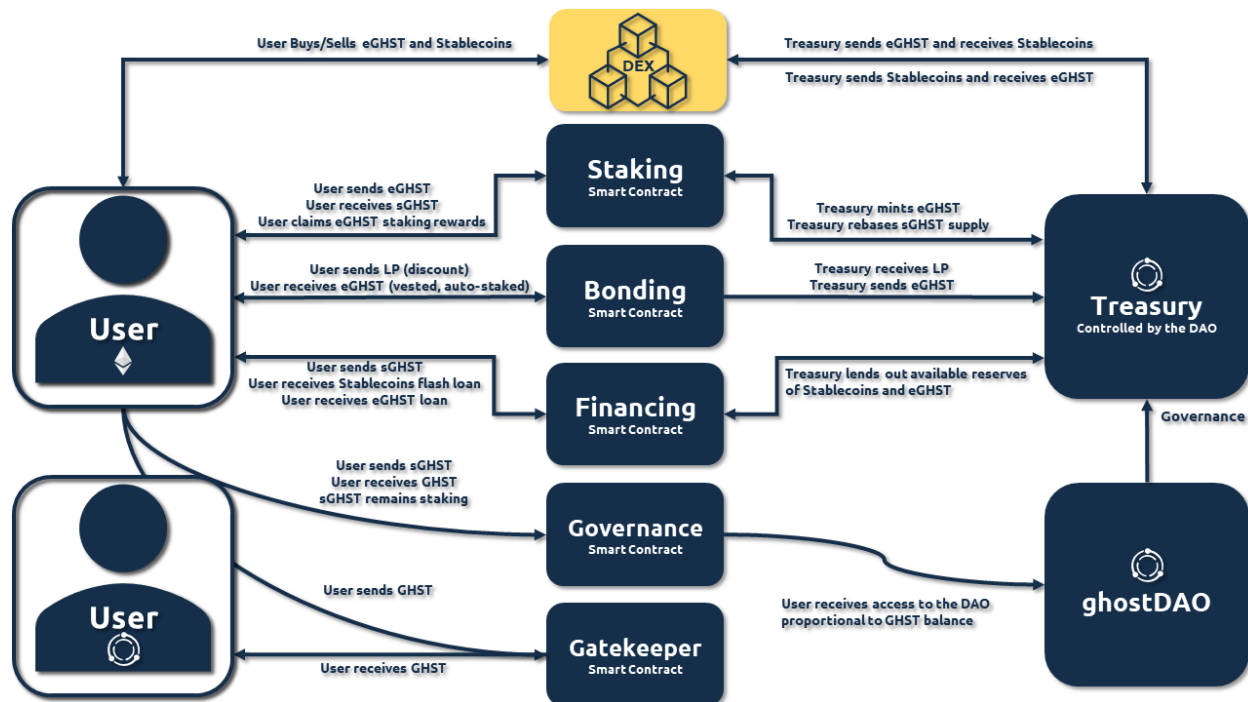 User Buys/Sells eGHST and Stablecoins
DEX
Treasury sends eGHST and receives Stablecoins
Treasury sends Stablecoins and receives eGHST
Staking
Smart Contract
User sends eGHST
User receives sGHST
User claims eGHST staking rewards
Treasury mints eGHST
Treasury rebases sGHST supply
User sends LP (discount)
User receives eGHST (vested, auto-staked)
Bonding
Smart Contract
Treasury receives LP
Treasury sends eGHST
User
Treasury
Controlled by the DAO
User sends sGHST
User receives Stablecoins flash loan
User receives eGHST loan
Financing
Smart Contract
Treasury lends out available reserves
of Stablecoins and eGHST
Governance
User sends sGHST
User receives GHST
sGHST remains staking
Governance
Smart Contract
User sends GHST
User receives access to the DAO
proportional to GHST balance
ghostDAO
User
Gatekeeper
Smart Contract
User receives GHST